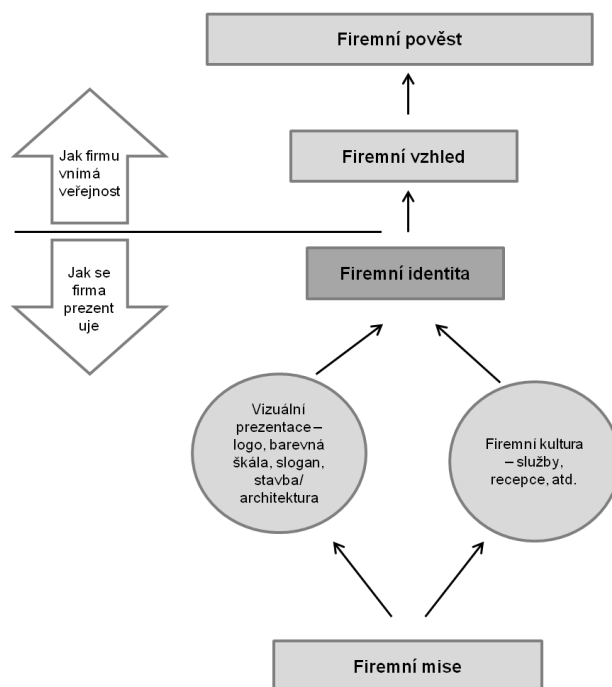 Firemní pověst
Firemní vzhled
Jak firmu
vnímá
veřejnost
Jak se
firma
prezent
uje
Firemní identita
Vizuální
prezentace –
logo, barevná
škála, slogan,
stavba/
architektura
Firemní kultura
– služby,
recepce, atd.
Firemní mise